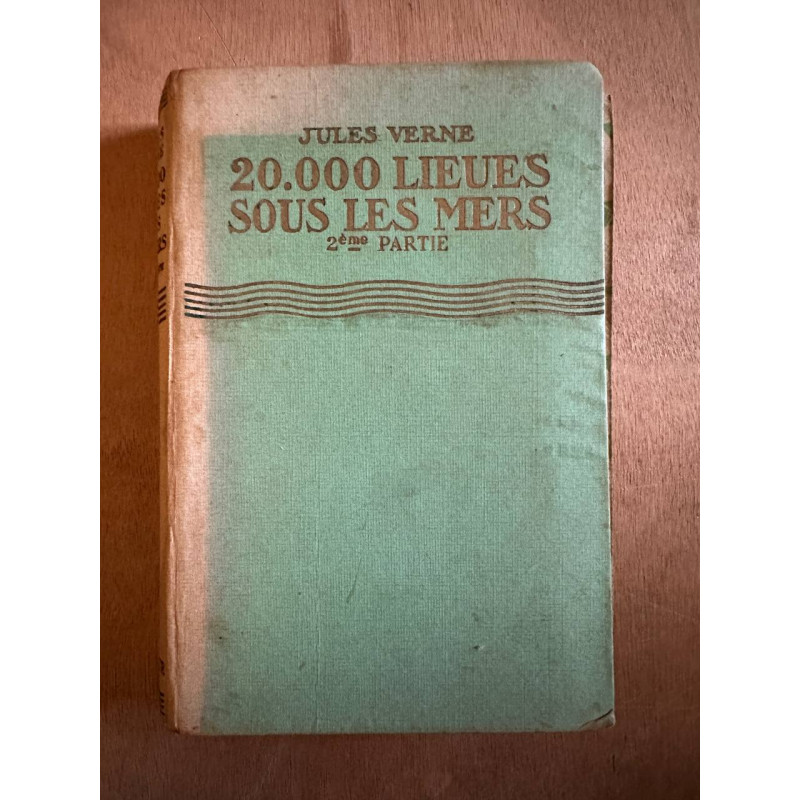 JULES VERNE
20.000 LIEUES
SOUS LES MERS
2ème PARTIE